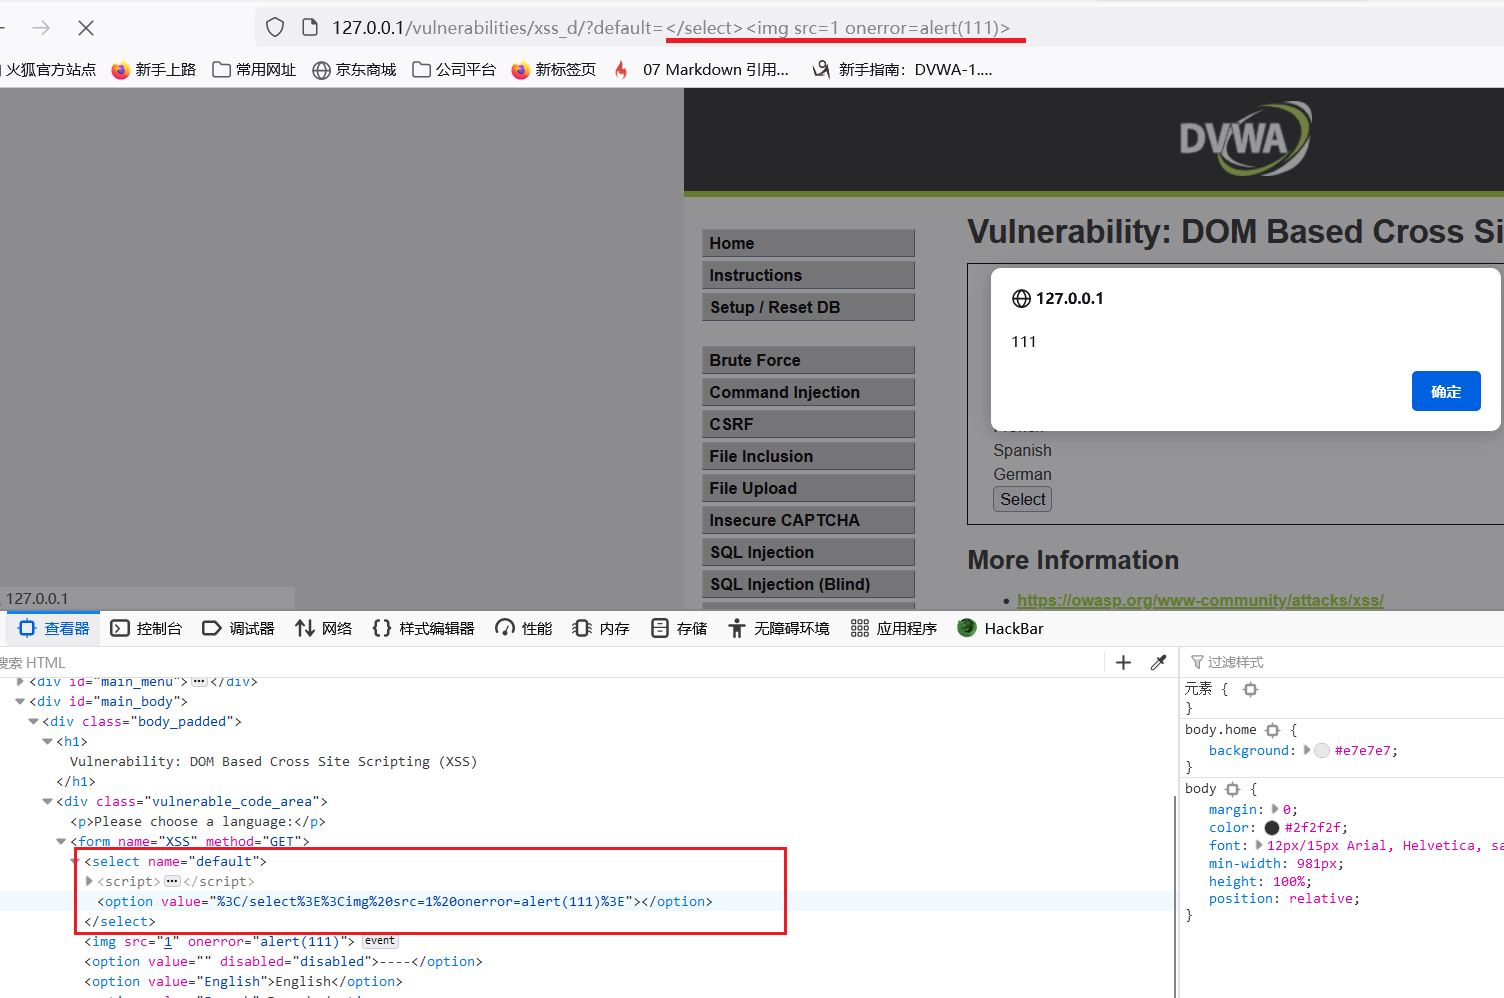 127.0.0.1/vulnerabilities/xss_d/?default=</select><img src=1 onerror=alert(111)>
火狐官方站点 新手上路 常用网址 京东商城 公司平台 新标签页 07 Markdown 引用... 新手指南：DVWA-1....
DVWA
Vulnerability: DOM Based Cross Si
Home
Instructions
Setup / Reset DB
Brute Force
Command Injection
CSRF
File Inclusion
File Upload
Insecure CAPTCHA
SQL Injection
SQL Injection (Blind)
127.0.0.1
111
确定
Spanish
German
Select
More Information
https://owasp.org/www-community/attacks/xss/
127.0.0.1
查看器 控制台 调试器 网络 样式编辑器 性能 内存 存储 无障碍环境 应用程序 HackBar
搜索 HTML
<div id="main_menu"> ••• </div>
<div id="main_body">
<div class="body_padded">
<h1>
Vulnerability: DOM Based Cross Site Scripting (XSS)
</h1>
<div class="vulnerable_code_area">
<p>Please choose a language:</p>
<form name="XSS" method="GET">
<select name="default">
<script> ••• </script>
<option value="%3C/select%3E%3Cimg%20src=1%20onerror=alert(111)%3E"></option>
</select>
<img src="1" onerror="alert(111)"> event
<option value="" disabled="disabled">----</option>
<option value="English">English</option>
过滤样式
元素 {
}
body.home {
background: #e7e7e7;
}
body {
margin: 0;
color: #2f2f2f;
font: 12px/15px Arial, Helvetica, sa
min-width: 981px;
height: 100%;
position: relative;
}